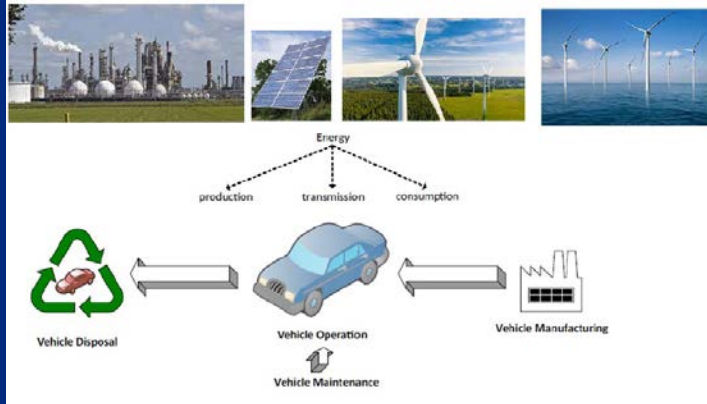 Energy
production transmission consumption
Vehicle Disposal
Vehicle Operation
Vehicle Manufacturing
Vehicle Maintenance